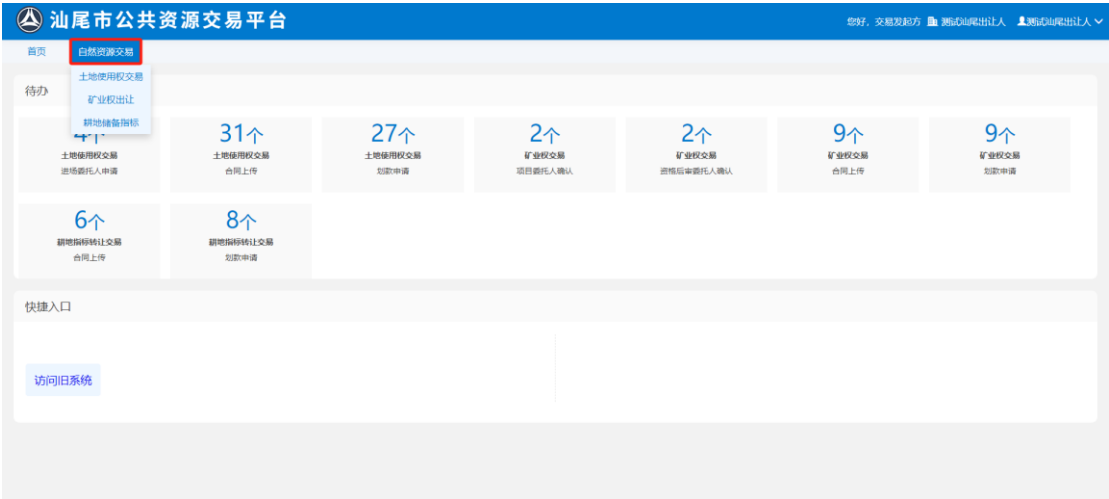 汕尾市公共资源交易平台
您好，交易发起方 测试汕尾出让人 测试汕尾出让人
首页 自然资源交易
土地使用权交易
矿业权出让
耕地储备指标
待办
4个 31个 27个 2个 2个 9个 9个
土地使用权交易 土地使用权交易 土地使用权交易 矿业权交易 矿业权交易 矿业权交易 矿业权交易
进场委托人申请 合同上传 划款申请 项目委托人确认 资格后审委托人确认 合同上传 划款申请
6个 8个
耕地指标转让交易 耕地指标转让交易
合同上传 划款申请
快捷入口
访问旧系统